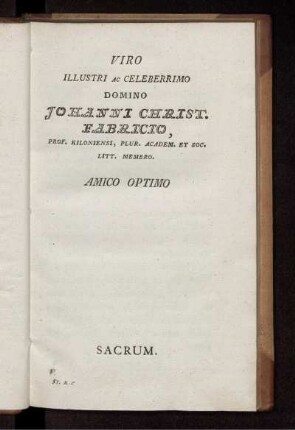 VIRO
ILLUSTRI AC CELEBERRIMO
DOMINO
JOHANNI CHRIST.
FABRICIO,
PROF. KILONIENSI, PLUR. ACADEM. ET SOC.
LITT. MEMBRO.
AMICO OPTIMO
SACRUM.